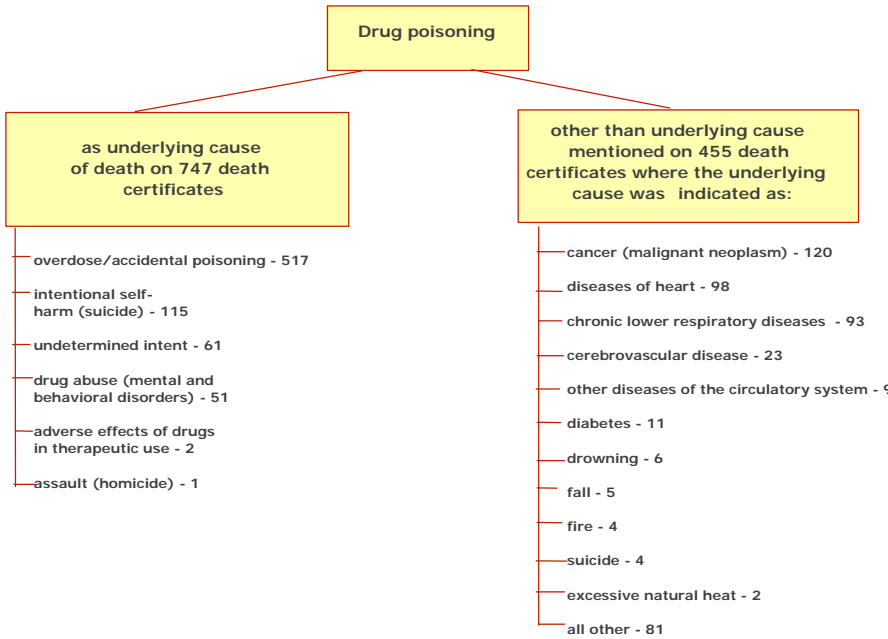 Drug poisoning
as underlying cause
of death on 747 death
certificates
overdose/accidental poisoning - 517
intentional self-
harm (suicide) - 115
undetermined intent - 61
drug abuse (mental and
behavioral disorders) - 51
adverse effects of drugs
in therapeutic use - 2
assault (homicide) - 1
other than underlying cause
mentioned on 455 death
certificates where the underlying
cause was indicated as:
cancer (malignant neoplasm) - 120
diseases of heart - 98
chronic lower respiratory diseases - 93
cerebrovascular disease - 23
other diseases of the circulatory system -
diabetes - 11
drowning - 6
fall - 5
fire - 4
suicide - 4
excessive natural heat - 2
all other - 81